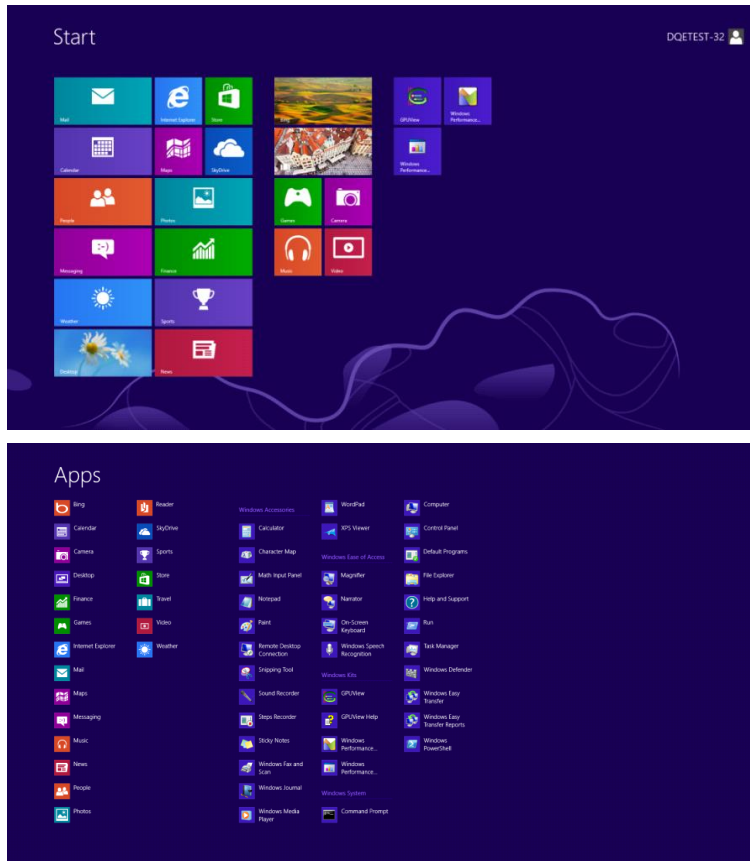 Start
DQETEST-32
Mail
Internet Explorer
Store
Bing
GPUView
Windows
Performance...
Calendar
Maps
SkyDrive
Windows
Performance...
People
Photos
Games
Camera
Messaging
Finance
Music
Video
Weather
Sports
Desktop
News
Apps
Bing
Calendar
Camera
Desktop
Finance
Games
Internet Explorer
Mail
Maps
Messaging
Music
News
People
Photos
Reader
SkyDrive
Sports
Store
Travel
Video
Weather
Windows Accessories
Calculator
Character Map
Math Input Panel
Notepad
Paint
Remote Desktop
Connection
Snipping Tool
Sound Recorder
Steps Recorder
Sticky Notes
Windows Fax and
Scan
Windows Journal
Windows Media
Player
WordPad
XPS Viewer
Windows Ease of Access
Magnifier
Narrator
On-Screen
Keyboard
Windows Speech
Recognition
Windows Kits
GPUView
GPUView Help
Windows
Performance...
Windows
Performance...
Windows System
Command Prompt
Computer
Control Panel
Default Programs
File Explorer
Help and Support
Run
Task Manager
Windows Defender
Windows Easy
Transfer
Windows Easy
Transfer Reports
Windows
PowerShell